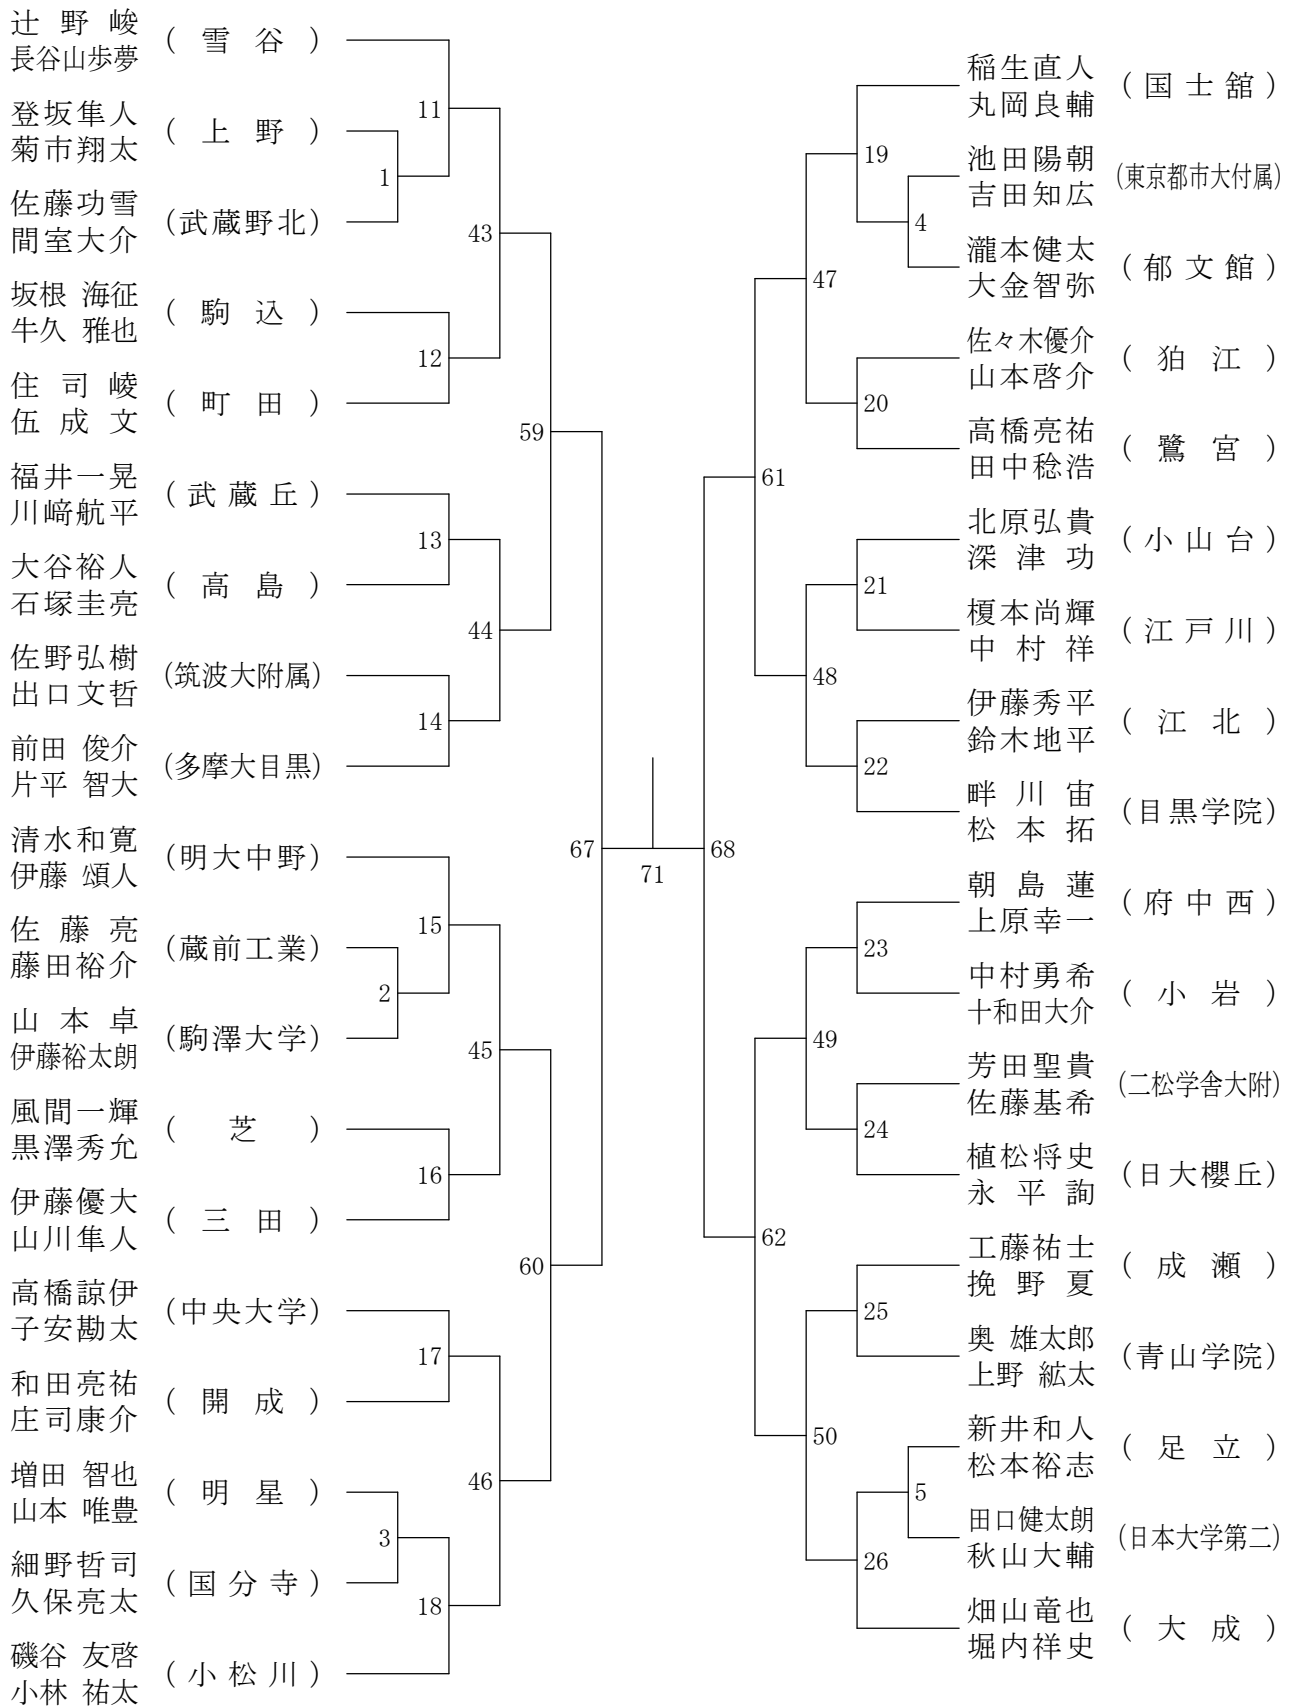 辻野峻
長谷山歩夢
(雪谷)
登坂隼人
菊市翔太
(上野)
佐藤功雪
間室大介
(武蔵野北)
坂根 海征
牛久 雅也
(駒込)
住司崚
伍成文
(町田)
福井一晃
川﨑航平
(武蔵丘)
大谷裕人
石塚圭亮
(高島)
佐野弘樹
出口文哲
(筑波大附属)
前田 俊介
片平 智大
(多摩大目黒)
清水和寛
伊藤 頌人
(明大中野)
佐藤亮
藤田裕介
(蔵前工業)
山本卓
伊藤裕太朗
(駒澤大学)
風間一輝
黒澤秀允
(芝)
伊藤優大
山川隼人
(三田)
高橋諒伊
子安勘太
(中央大学)
和田亮祐
庄司康介
(開成)
増田 智也
山本 唯豊
(明星)
細野哲司
久保亮太
(国分寺)
磯谷 友啓
小林 祐太
(小松川)
1
2
3
11
12
13
14
15
16
17
18
43
44
45
46
59
60
67
71
68
61
62
47
48
49
50
19
20
21
22
23
24
25
26
4
5
稲生直人
丸岡良輔
(国士舘)
池田陽朝
吉田知広
(東京都市大付属)
瀧本健太
大金智弥
(郁文館)
佐々木優介
山本啓介
(狛江)
高橋亮祐
田中稔浩
(鷺宮)
北原弘貴
深津功
(小山台)
榎本尚輝
中村祥
(江戸川)
伊藤秀平
鈴木地平
(江北)
畔川宙
松本拓
(目黒学院)
朝島蓮
上原幸一
(府中西)
中村勇希
十和田大介
(小岩)
芳田聖貴
佐藤基希
(二松学舎大附)
植松将史
永平詢
(日大櫻丘)
工藤祐士
挽野夏
(成瀬)
奥 雄太郎
上野 紘太
(青山学院)
新井和人
松本裕志
(足立)
田口健太朗
秋山大輔
(日本大学第二)
畑山竜也
堀内祥史
(大成)